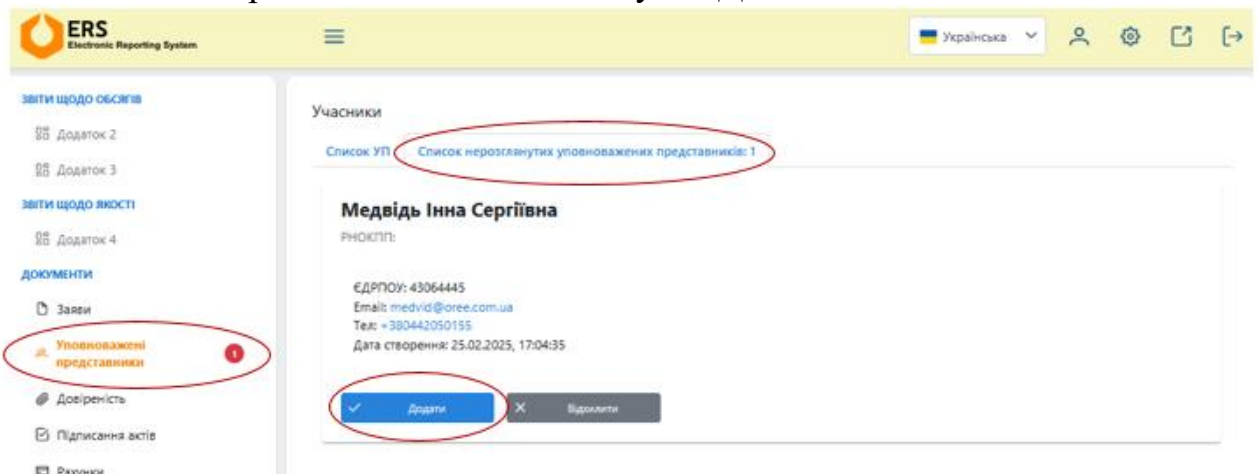 ERS
Electronic Reporting System
Українська
ЗВІТИ ЩОДО ОБСЯГІВ
Додаток 2
Додаток 3
ЗВІТИ ЩОДО ЯКОСТІ
Додаток 4
ДОКУМЕНТИ
Заяви
Уповноважені
представники
1
Довіреність
Підписання актів
Рахунки
Учасники
Список УП
Список нерозглянутих уповноважених представників: 1
Медвідь Інна Сергіївна
РНОКПП:
ЄДРПОУ: 43064445
Email: medvid@oree.com.ua
Тел: +380442050155
Дата створення: 25.02.2025, 17:04:35
Додати
Відхилити